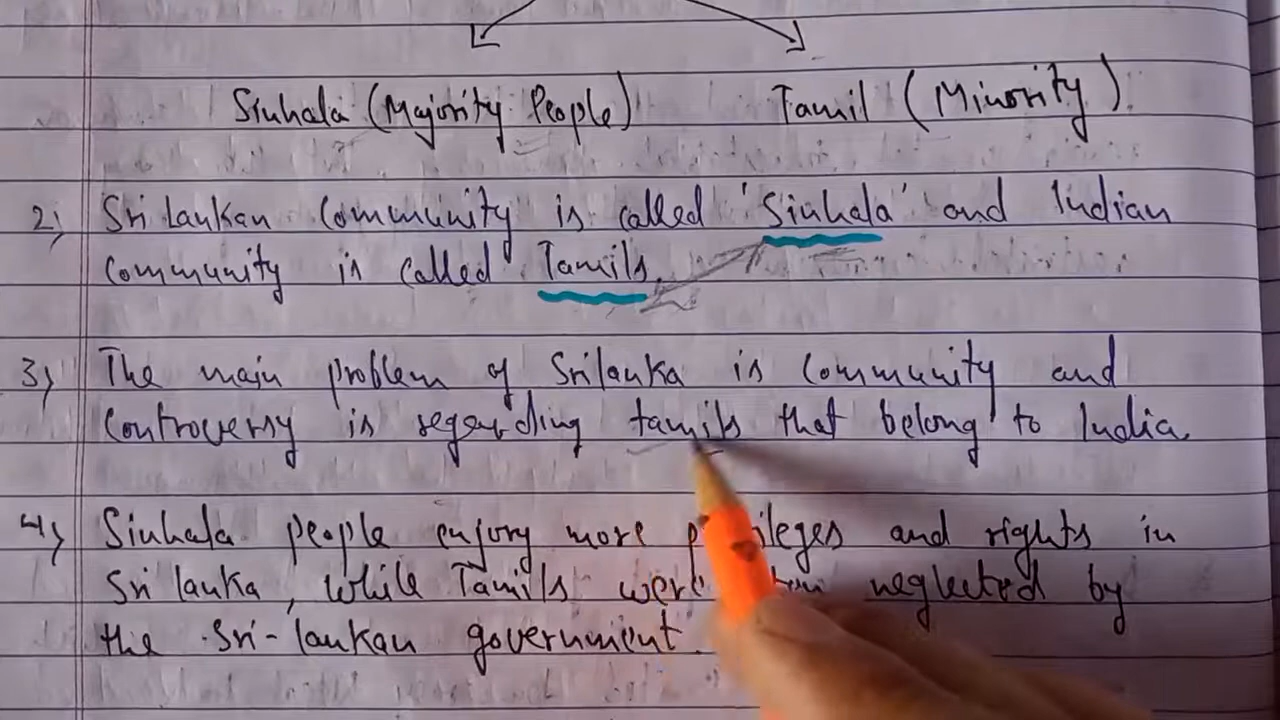 Sinhala (Majority People) Tamil (Minority)
2) Sri Lankan Community is called 'Sinhala' and Indian
Community is called Tamils.
3) The main problem of Srilanka is Community and
Controversy is regarding tamils that belong to India.
4) Sinhala people enjoy more and rights in
Sri lanka, while Tamils were neglected by
the Sri-lankan government.